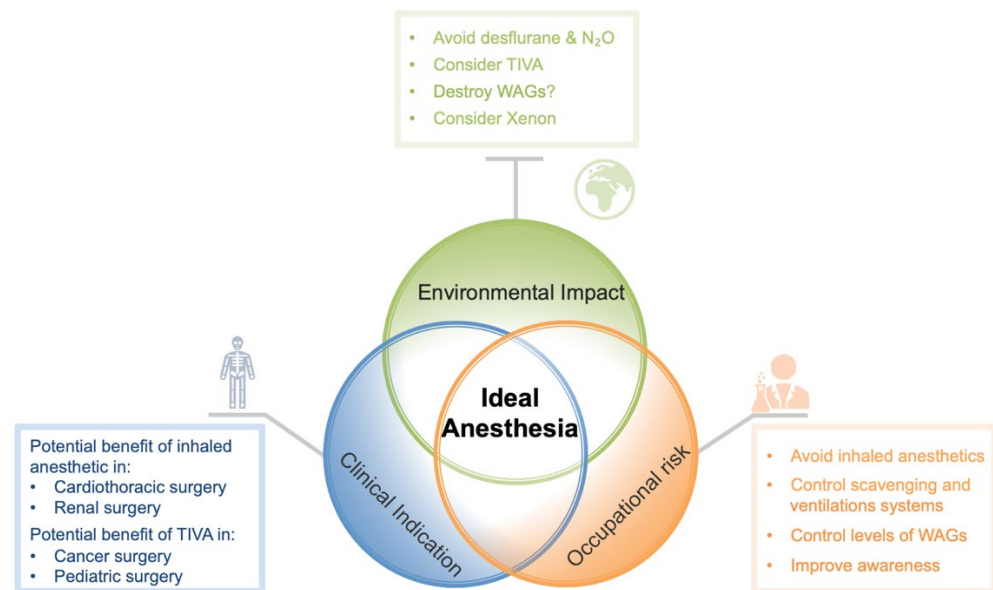 • Avoid desflurane & N₂O
• Consider TIVA
• Destroy WAGs?
• Consider Xenon
Environmental Impact
Ideal
Anesthesia
Clinical Indication
Occupational risk
Potential benefit of inhaled
anesthetic in:
• Cardiothoracic surgery
• Renal surgery
Potential benefit of TIVA in:
• Cancer surgery
• Pediatric surgery
• Avoid inhaled anesthetics
• Control scavenging and
ventilations systems
• Control levels of WAGs
• Improve awareness